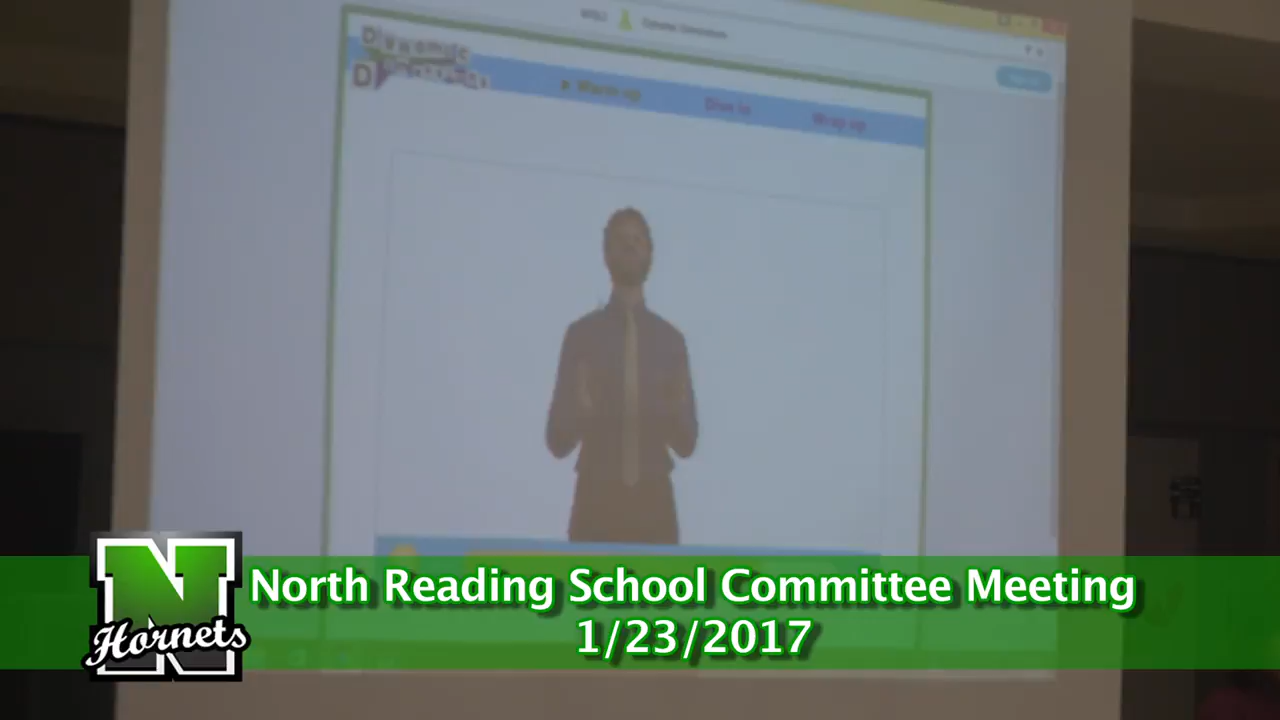 Warm up
Dive in
Wrap up
N
Hornets
North Reading School Committee Meeting
1/23/2017